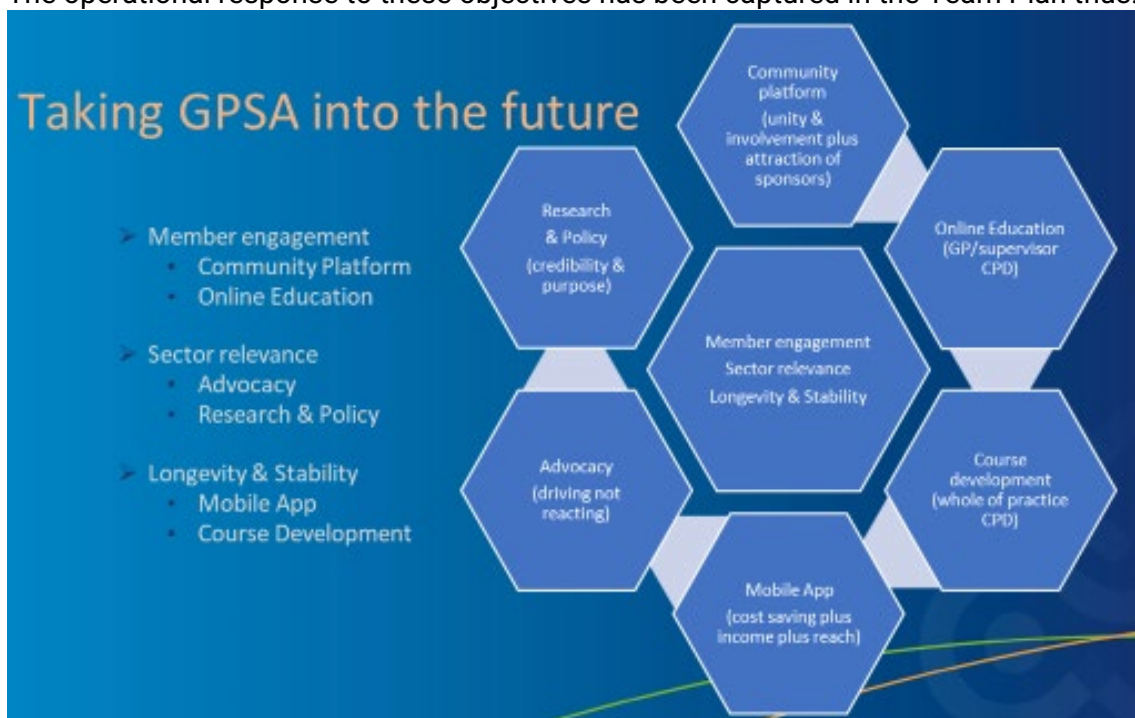 The operational response to these objectives has been captured in the Team Plan thus:
Taking GPSA into the future
➤ Member engagement
• Community Platform
• Online Education
➤ Sector relevance
• Advocacy
• Research & Policy
➤ Longevity & Stability
• Mobile App
• Course Development
Community
platform
(unity &
involvement plus
attraction of
sponsors)
Online Education
(GP/supervisor
CPD)
Course
development
(whole of practice
CPD)
Mobile App
(cost saving plus
income plus reach)
Advocacy
(driving not
reacting)
Research
& Policy
(credibility &
purpose)
Member engagement
Sector relevance
Longevity & Stability